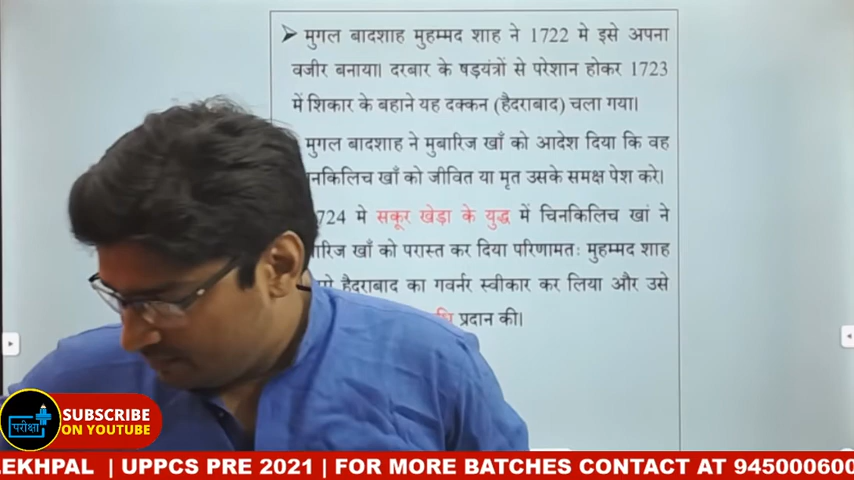 ➤ मुगल बादशाह मुहम्मद शाह ने 1722 मे इसे अपना
वजीर बनाया। दरबार के षड़यंत्रों से परेशान होकर 1723
में शिकार के बहाने यह दक्कन (हैदराबाद) चला गया।
मुगल बादशाह ने मुबारिज खाँ को आदेश दिया कि वह
नकिलिच खाँ को जीवित या मृत उसके समक्ष पेश करे।
724 मे सकूर खेड़ा के युद्ध में चिनकिलिच खां ने
ारिज खाँ को परास्त कर दिया परिणामतः मुहम्मद शाह
हैदराबाद का गवर्नर स्वीकार कर लिया और उसे
प्रदान की।
परीक्षा
SUBSCRIBE
ON YOUTUBE
LEKHPAL | UPPCS PRE 2021 | FOR MORE BATCHES CONTACT AT 945000600